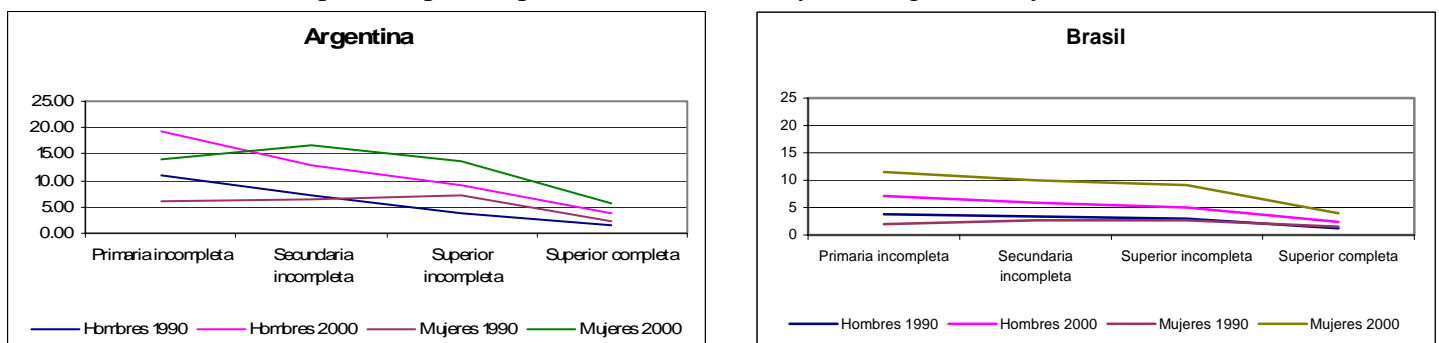 Argentina
25.00
20.00
15.00
10.00
5.00
0.00
Primaria incompleta
Secundaria
incompleta
Superior
incompleta
Superior completa
Hombres 1990
Hombres 2000
Mujeres 1990
Mujeres 2000
Brasil
25
20
15
10
5
0
Primaria incompleta
Secundaria
incompleta
Superior incompleta
Superior completa
Hombres 1990
Hombres 2000
Mujeres 1990
Mujeres 2000